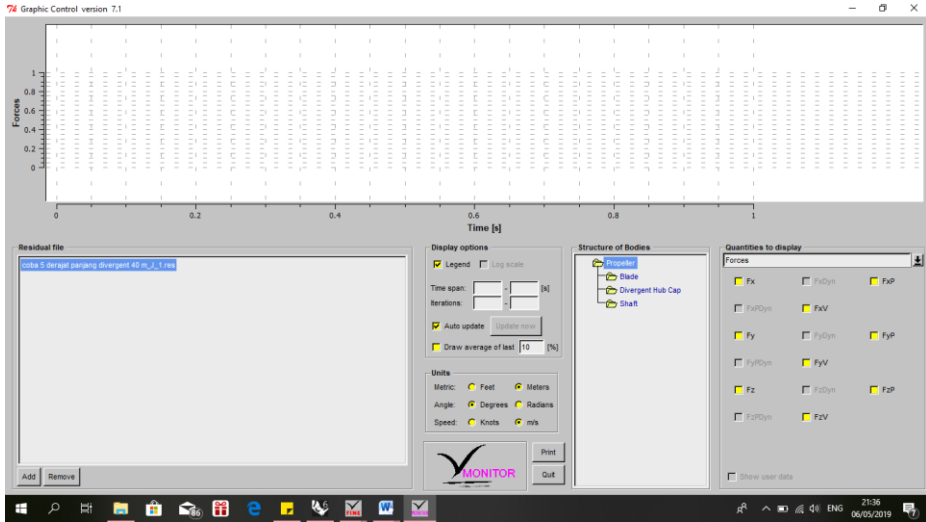 Graphic Control version 7.1
Forces
1
0.8
0.6
0.4
0.2
0
0 0.2 0.4 0.6 0.8 1
Time [s]
Residual file
coba 5 derajat panjang divergent 40 m_J_1.res
Add Remove
Display options
Legend Log scale
Time span: - [s]
Iterations: -
Auto update Update now
Draw average of last 10 [%]
Units
Metric: Feet Meters
Angle: Degrees Radians
Speed: Knots m/s
MONITOR
Print
Quit
Structure of Bodies
Propeller
Blade
Divergent Hub Cap
Shaft
Quantities to display
Forces
Fx FxDyn FxP
FxPDyn FxV
Fy FyDyn FyP
FyPDyn FyV
Fz FzDyn FzP
FzPDyn FzV
Show user data
86
FINE
ENG
21:36
06/05/2019